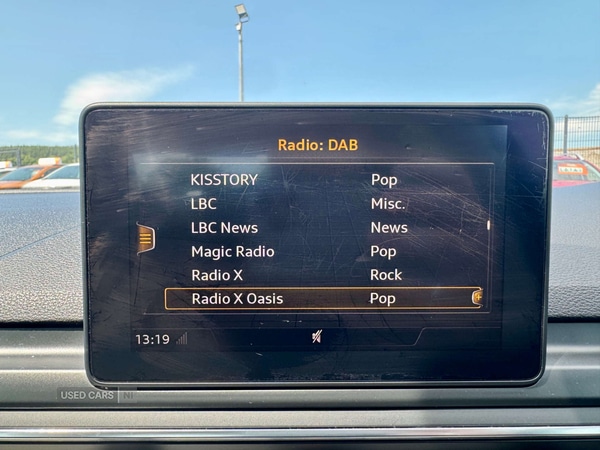 Radio: DAB
KISSTORY Pop
LBC Misc.
LBC News News
Magic Radio Pop
Radio X Rock
Radio X Oasis Pop
13:19
USED CARS NI